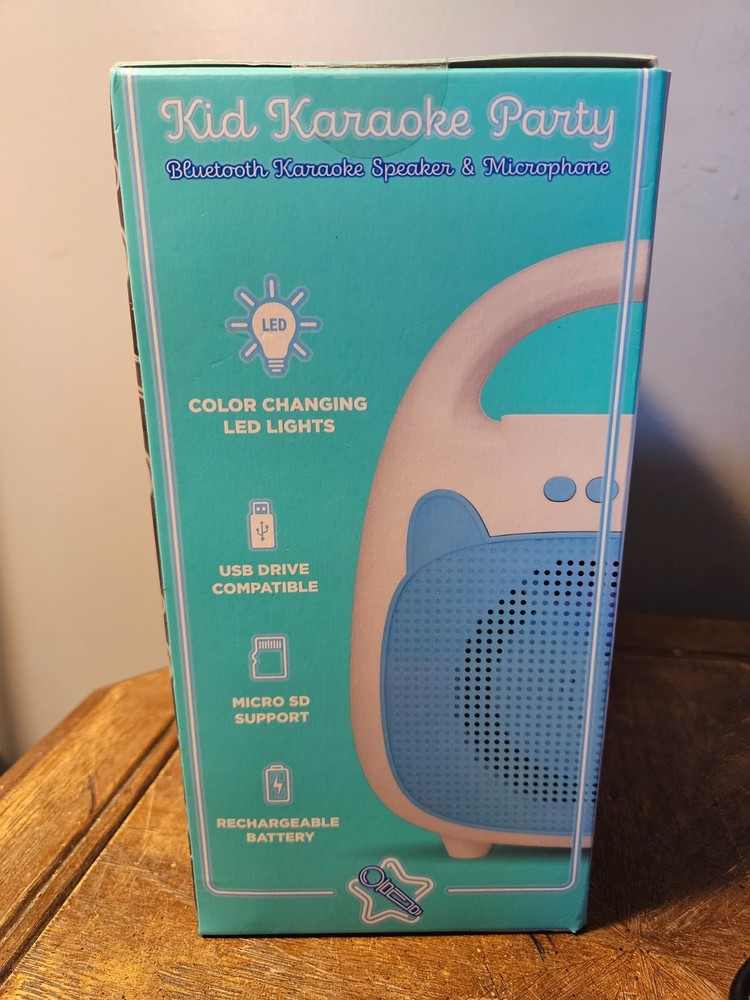 Kid Karaoke Party
Bluetooth Karaoke Speaker & Microphone
LED
COLOR CHANGING
LED LIGHTS
USB DRIVE
COMPATIBLE
MICRO SD
SUPPORT
RECHARGEABLE
BATTERY